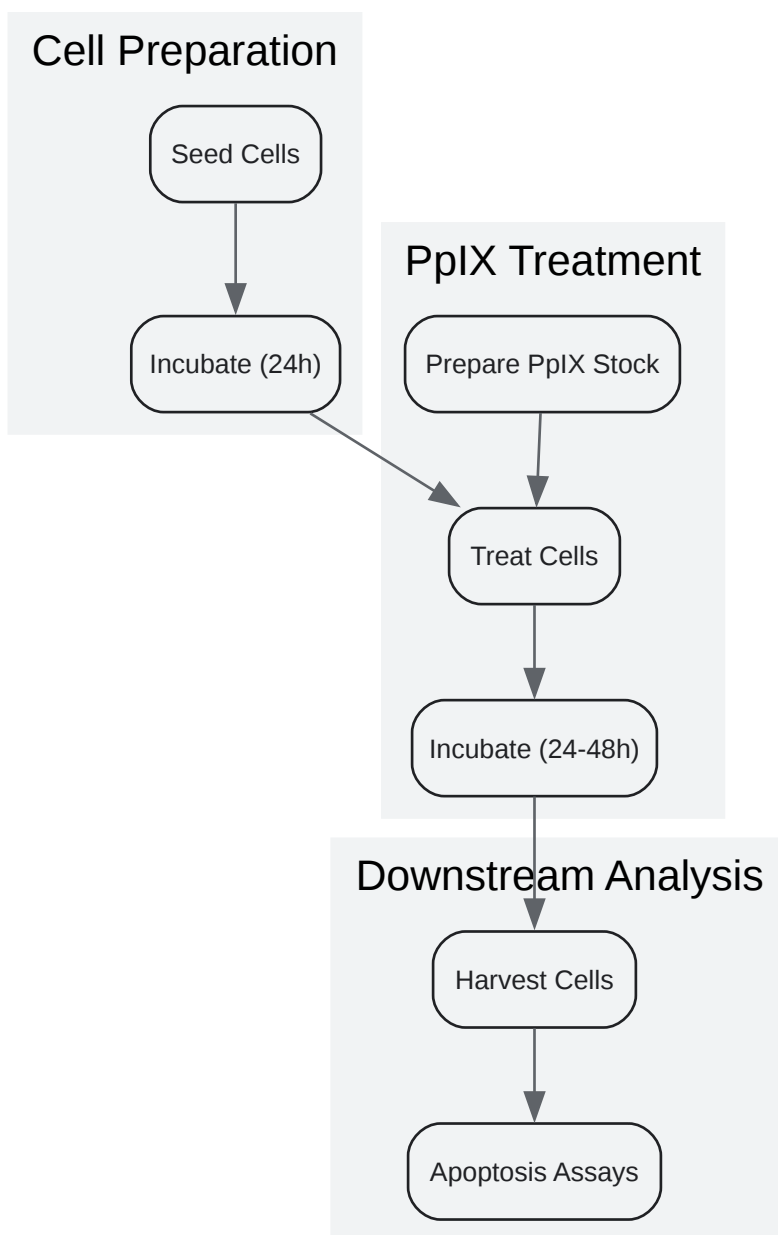 Cell Preparation
Seed Cells
Incubate (24h)
PpIX Treatment
Prepare PpIX Stock
Treat Cells
Incubate (24-48h)
Downstream Analysis
Harvest Cells
Apoptosis Assays